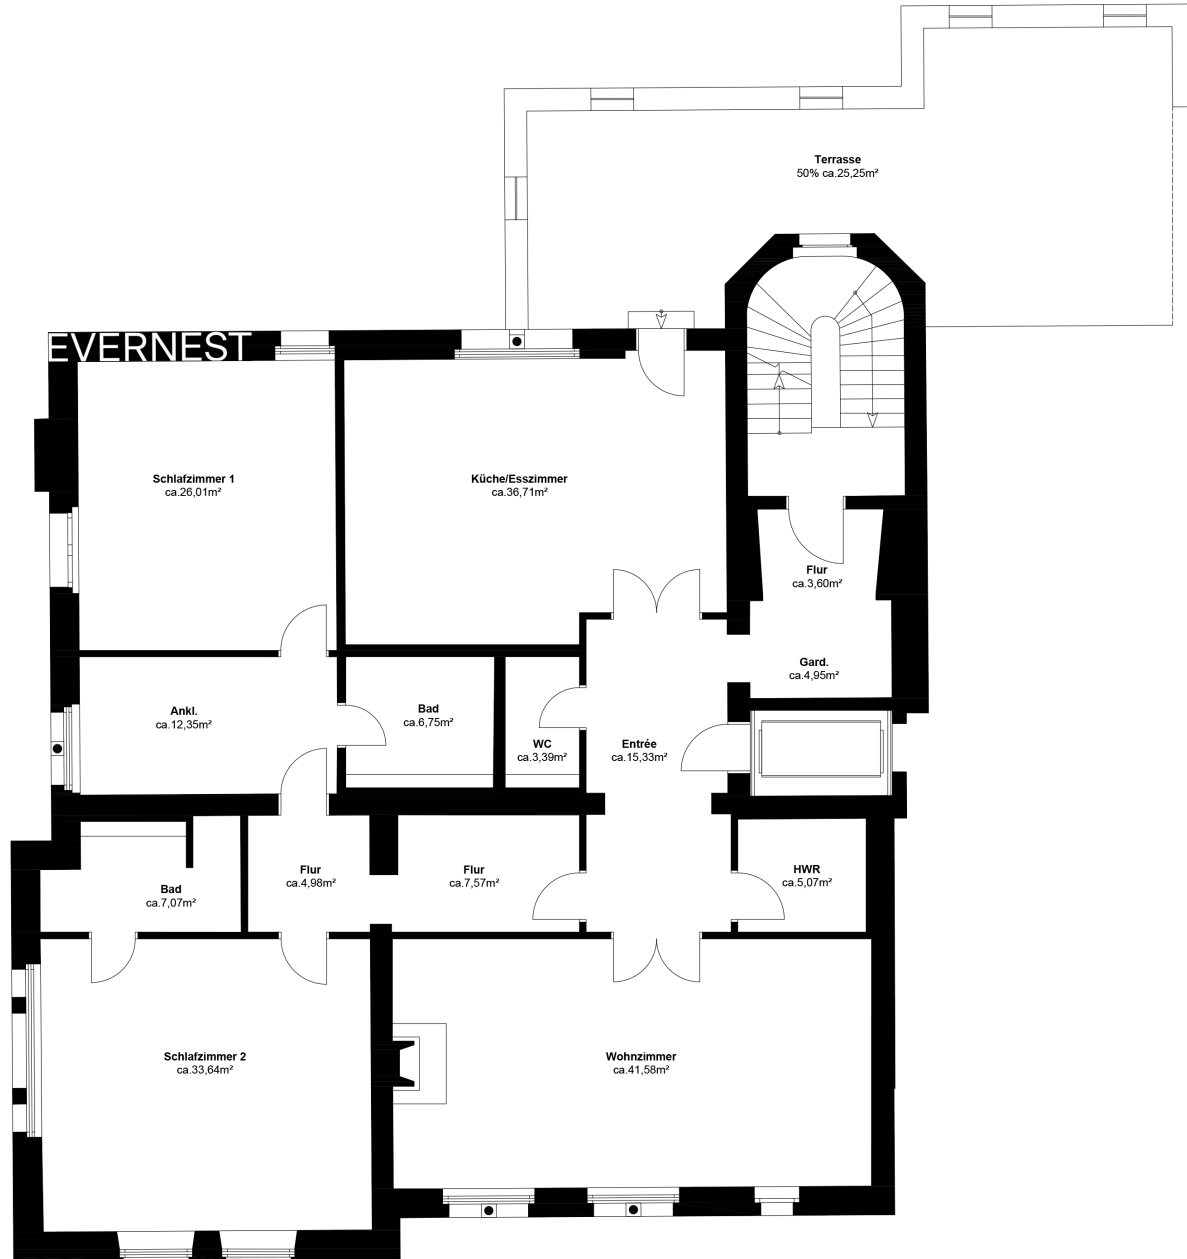 Terrasse
50% ca.25,25m²
EVERNEST
Schlafzimmer 1
ca.26,01m²
Küche/Esszimmer
ca.36,71m²
Flur
ca.3,60m²
Gard.
ca.4,95m²
Ankl.
ca.12,35m²
Bad
ca.6,75m²
WC
ca.3,39m²
Entrée
ca.15,33m²
Bad
ca.7,07m²
Flur
ca.4,98m²
Flur
ca.7,57m²
HWR
ca.5,07m²
Schlafzimmer 2
ca.33,64m²
Wohnzimmer
ca.41,58m²